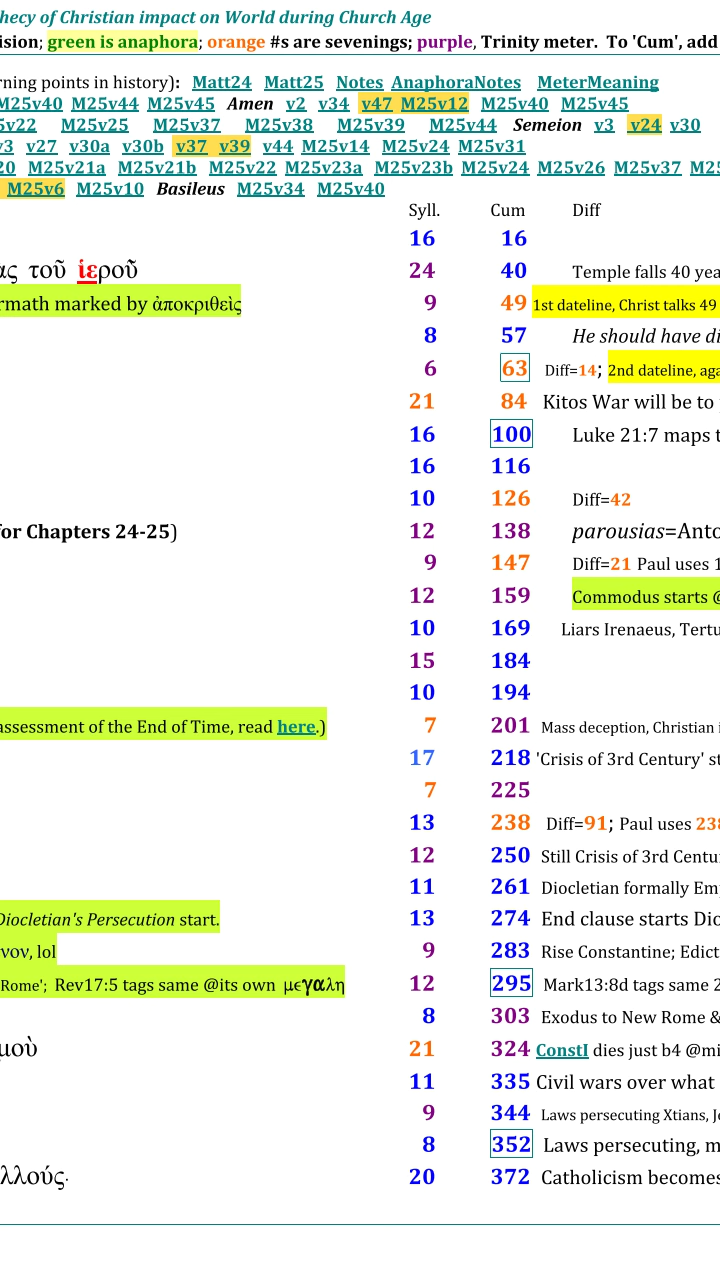 hecy of Christian impact on World during Church Age
ision; green is anaphora; orange #s are sevenings; purple, Trinity meter. To 'Cum', add
rning points in history): Matt24 Matt25 Notes AnaphoraNotes MeterMeaning
M25v40 M25v44 M25v45 Amen v2 v34 v47 M25v12 M25v40 M25v45
5v22 M25v25 M25v37 M25v38 M25v39 M25v44 Semeion v3 v24 v30
v3 v27 v30a v30b v37 v39 v44 M25v14 M25v24 M25v31
20 M25v21a M25v21b M25v22 M25v23a M25v23b M25v24 M25v26 M25v37 M25
M25v6 M25v10 Basileus M25v34 M25v40
Syll. Cum Diff
16 16
ας τοῦ ἱεροῦ 24 40 Temple falls 40 yea
rmath marked by ἀποκριθεὶς 9 49 1st dateline, Christ talks 49
8 57 He should have di
6 63 Diff=14; 2nd dateline, aga
21 84 Kitos War will be to
16 100 Luke 21:7 maps t
16 116
10 126 Diff=42
for Chapters 24-25) 12 138 parousias=Anto
9 147 Diff=21 Paul uses 1
12 159 Commodus starts @
10 169 Liars Irenaeus, Tertu
15 184
10 194
assessment of the End of Time, read here.) 7 201 Mass deception, Christian i
17 218 'Crisis of 3rd Century' st
7 225
13 238 Diff=91; Paul uses 238
12 250 Still Crisis of 3rd Centu
11 261 Diocletian formally Em
Diocletian's Persecution start. 13 274 End clause starts Dio
νον, lol 9 283 Rise Constantine; Edict
Rome'; Rev17:5 tags same @its own μεγαλη 12 295 Mark13:8d tags same 2
8 303 Exodus to New Rome &
μοὺ 21 324 ConstI dies just b4 @mi
11 335 Civil wars over what
9 344 Laws persecuting Xtians, Je
8 352 Laws persecuting, m
λλούς· 20 372 Catholicism becomes